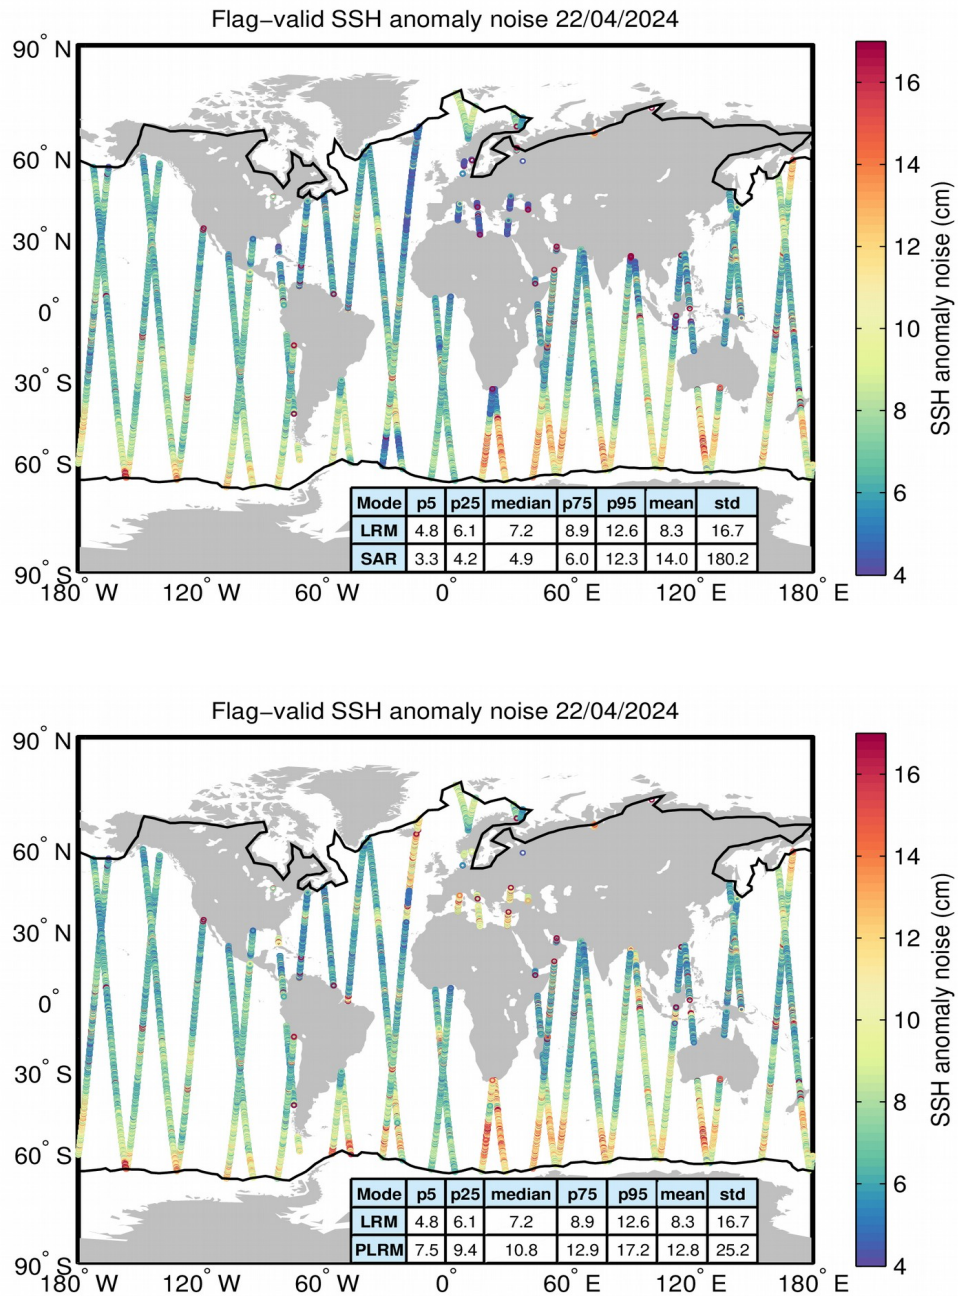 Flag−valid SSH anomaly noise 22/04/2024
90° N
60° N
30° N
0°
30° S
60° S
90° S
180° W 120° W 60° W 0° 60° E 120° E 180° E
16
14
12
10
8
6
4
SSH anomaly noise (cm)
Mode p5 p25 median p75 p95 mean std
LRM 4.8 6.1 7.2 8.9 12.6 8.3 16.7
SAR 3.3 4.2 4.9 6.0 12.3 14.0 180.2
Flag−valid SSH anomaly noise 22/04/2024
90° N
60° N
30° N
0°
30° S
60° S
90° S
180° W 120° W 60° W 0° 60° E 120° E 180° E
16
14
12
10
8
6
4
SSH anomaly noise (cm)
Mode p5 p25 median p75 p95 mean std
LRM 4.8 6.1 7.2 8.9 12.6 8.3 16.7
PLRM 7.5 9.4 10.8 12.9 17.2 12.8 25.2